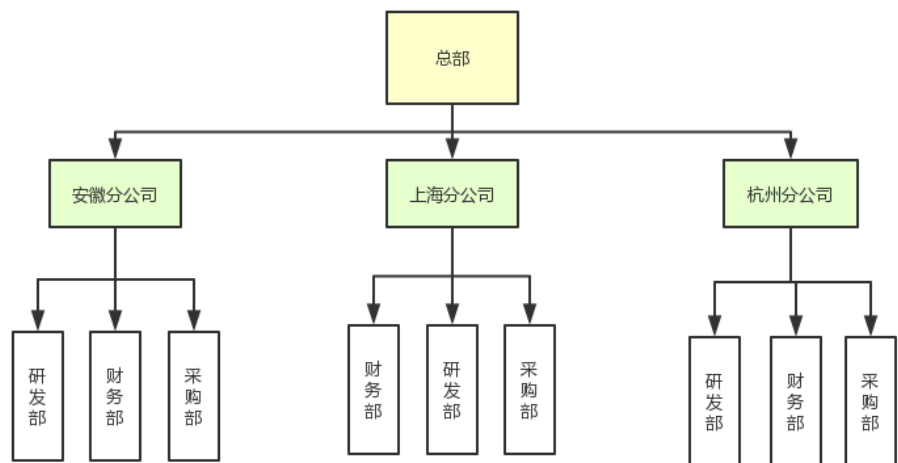 总部
安徽分公司
上海分公司
杭州分公司
研发部
财务部
采购部
财务部
研发部
采购部
研发部
财务部
采购部